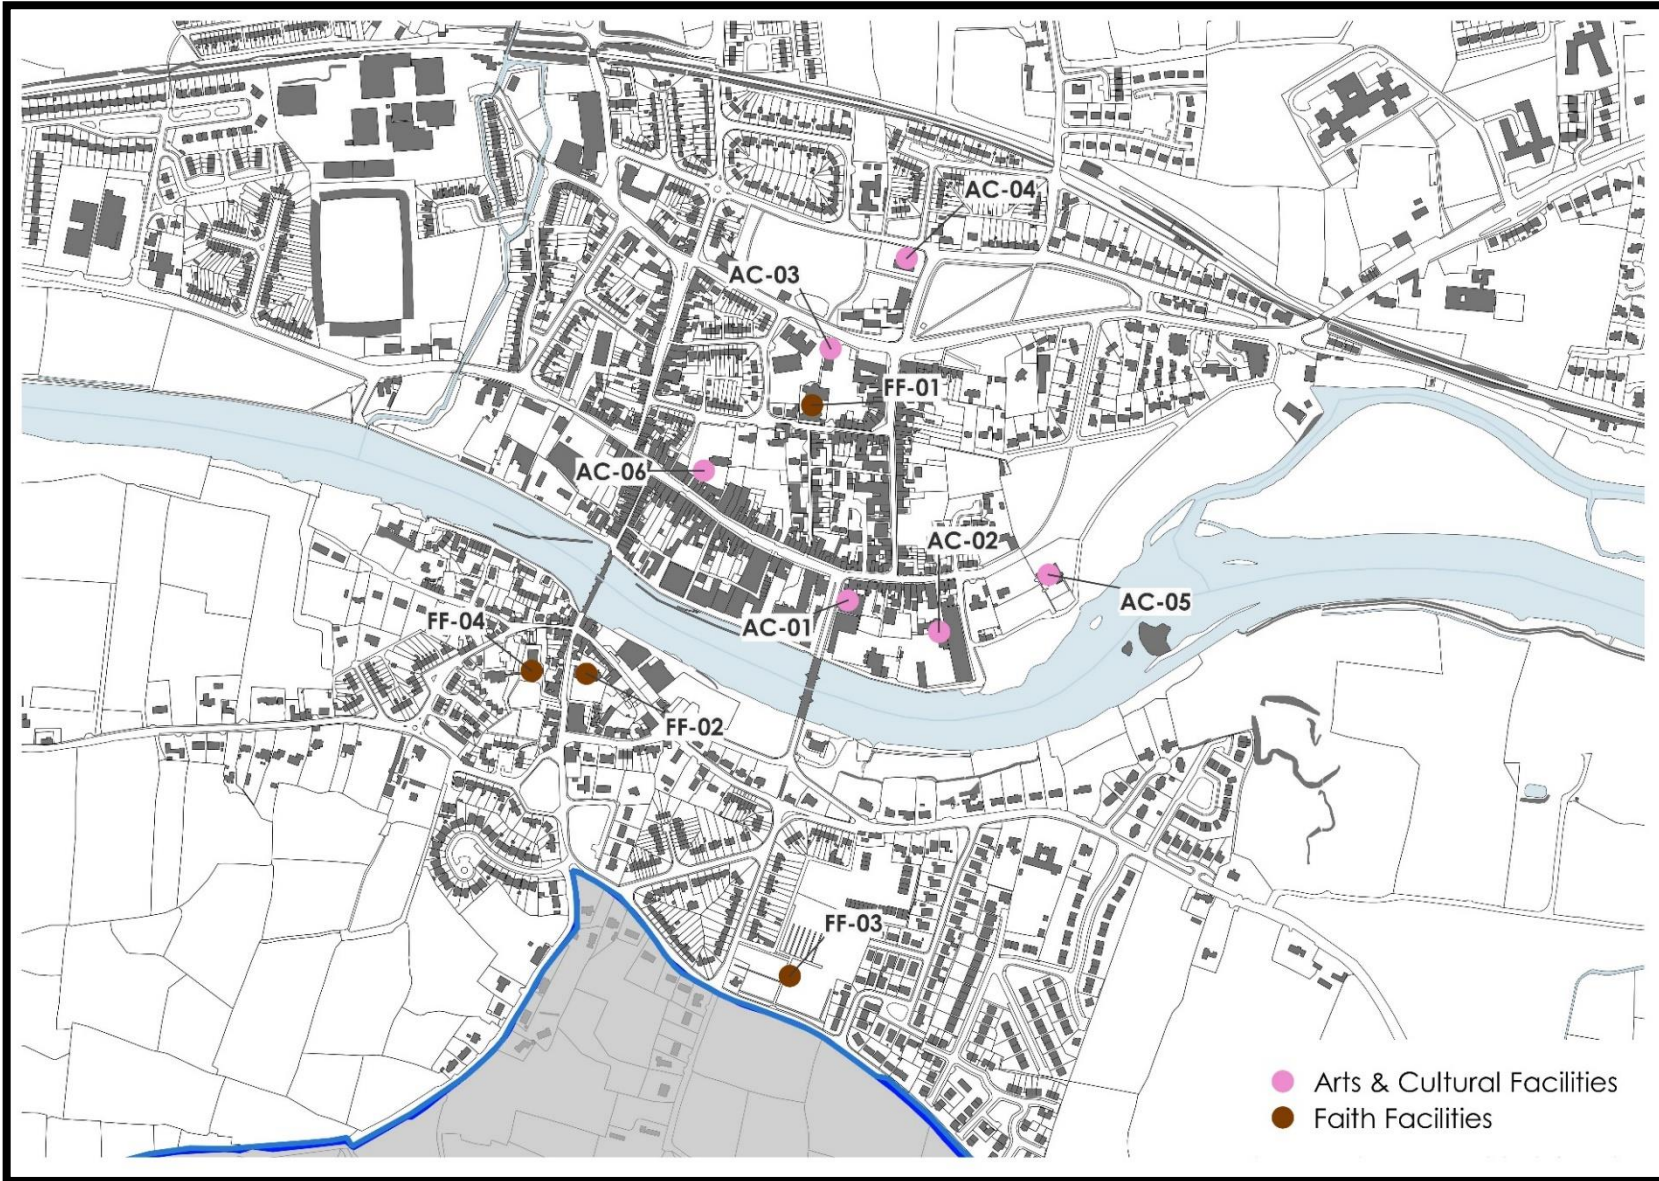 AC-04
AC-03
FF-01
AC-06
AC-02
AC-05
FF-04
AC-01
FF-02
FF-03
Arts & Cultural Facilities
Faith Facilities